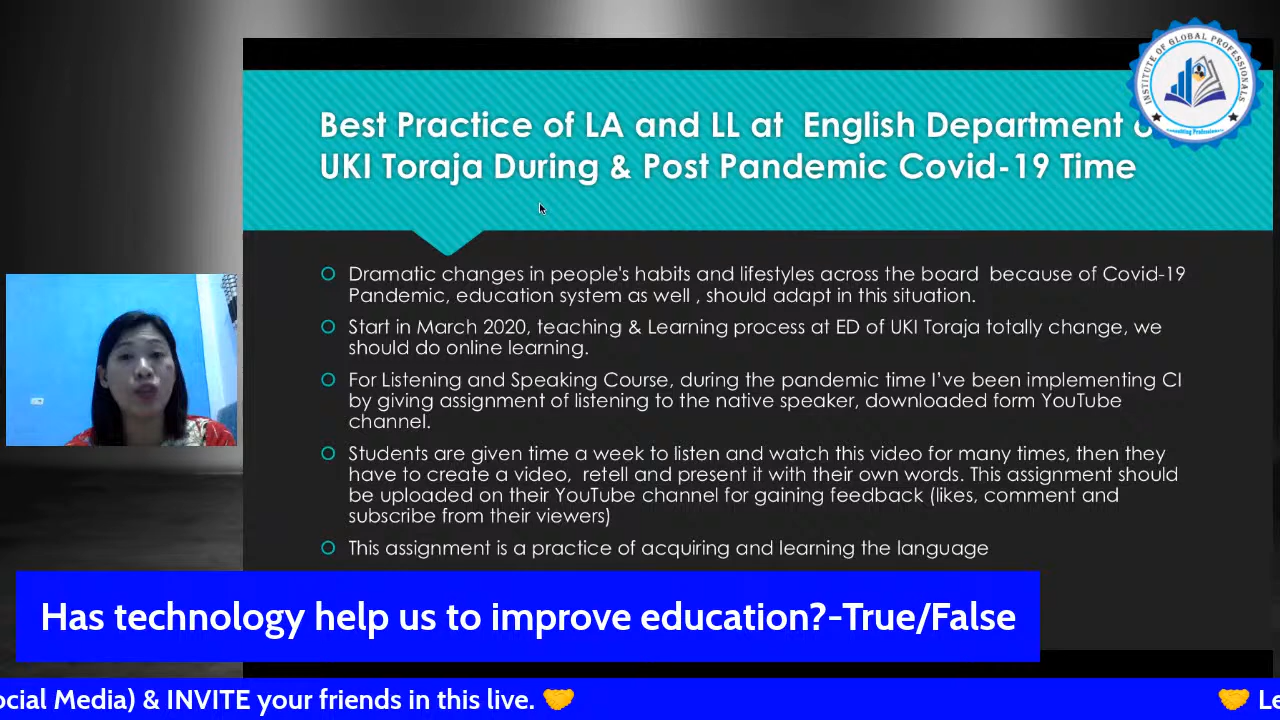 INSTITUTE OF GLOBAL PROFESSIONALS
Best Practice of LA and LL at English Department
UKI Toraja During & Post Pandemic Covid-19 Time
Dramatic changes in people's habits and lifestyles across the board because of Covid-19
Pandemic, education system as well , should adapt in this situation.
Start in March 2020, teaching & Learning process at ED of UKI Toraja totally change, we
should do online learning.
For Listening and Speaking Course, during the pandemic time I've been implementing CI
by giving assignment of listening to the native speaker, downloaded form YouTube
channel.
Students are given time a week to listen and watch this video for many times, then they
have to create a video, retell and present it with their own words. This assignment should
be uploaded on their YouTube channel for gaining feedback (likes, comment and
subscribe from their viewers)
This assignment is a practice of acquiring and learning the language
Has technology help us to improve education?-True/False
ocial Media) & INVITE your friends in this live. 🤝 🤝 Le